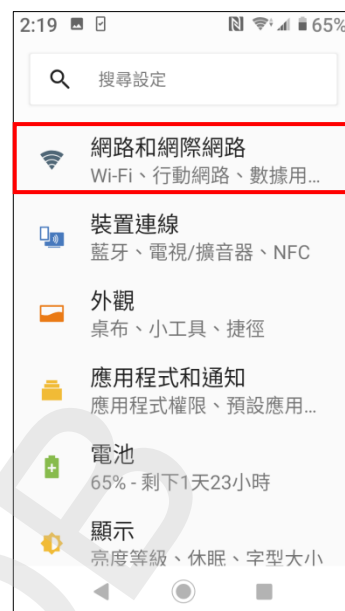 2:19 65%
搜尋設定
網路和網際網路
Wi-Fi、行動網路、數據用...
裝置連線
藍牙、電視/擴音器、NFC
外觀
桌布、小工具、捷徑
應用程式和通知
應用程式權限、預設應用...
電池
65% - 剩下1天23小時
顯示
亮度等級、休眠、字型大小